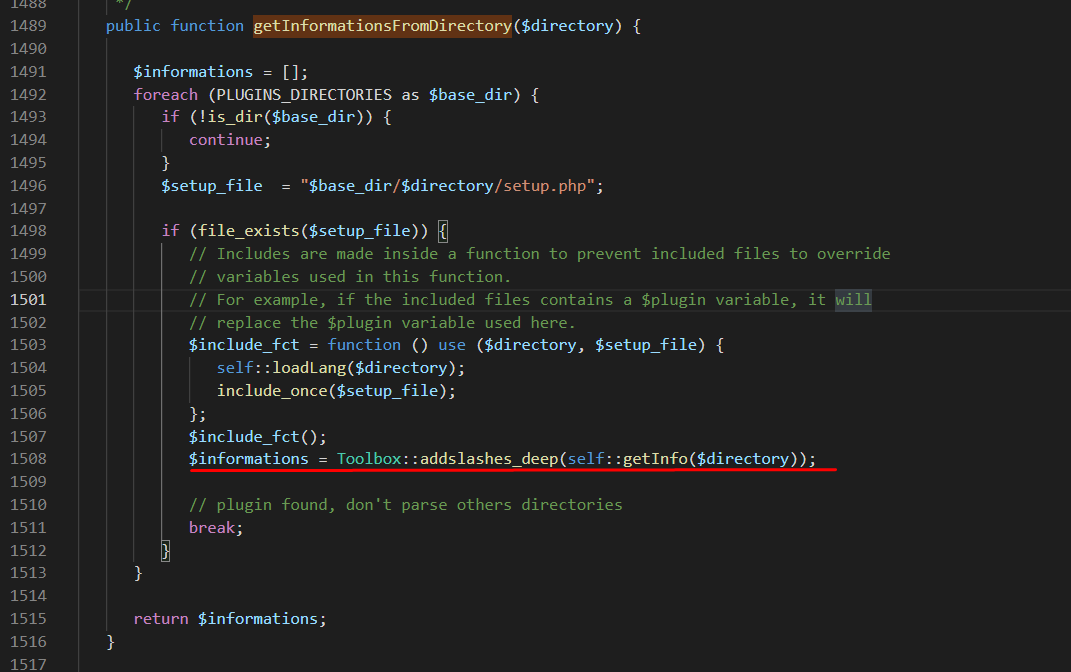 1488 */
1489 public function getInformationsFromDirectory($directory) {
1490
1491 $informations = [];
1492 foreach (PLUGINS_DIRECTORIES as $base_dir) {
1493 if (!is_dir($base_dir)) {
1494 continue;
1495 }
1496 $setup_file  = "$base_dir/$directory/setup.php";
1497
1498 if (file_exists($setup_file)) {
1499 // Includes are made inside a function to prevent included files to override
1500 // variables used in this function.
1501 // For example, if the included files contains a $plugin variable, it will
1502 // replace the $plugin variable used here.
1503 $include_fct = function () use ($directory, $setup_file) {
1504 self::loadLang($directory);
1505 include_once($setup_file);
1506 };
1507 $include_fct();
1508 $informations = Toolbox::addslashes_deep(self::getInfo($directory));
1509
1510 // plugin found, don't parse others directories
1511 break;
1512 }
1513 }
1514
1515 return $informations;
1516 }
1517